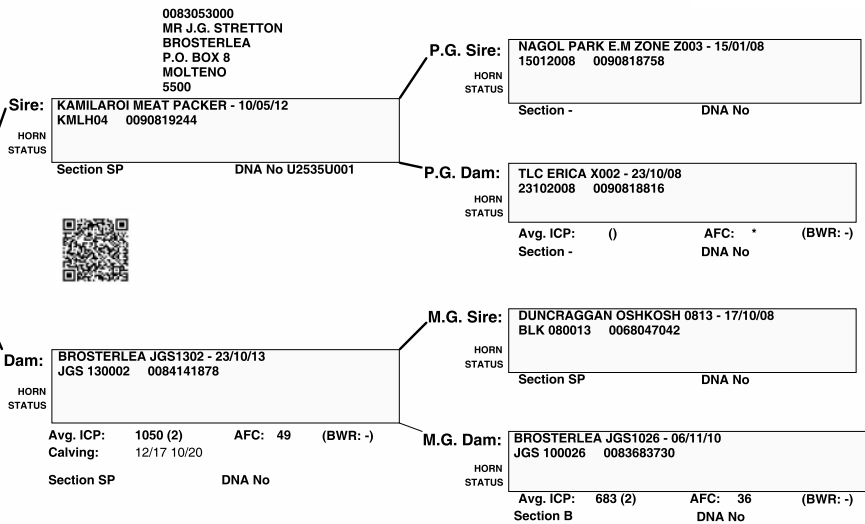 0083053000
MR J.G. STRETTON
BROSTERLEA
P.O. BOX 8
MOLTENO
5500
Sire:
KAMILAROI MEAT PACKER - 10/05/12
KMLH04 0090819244
HORN
STATUS
Section SP DNA No U2535U001
P.G. Sire:
NAGOL PARK E.M ZONE Z003 - 15/01/08
15012008 0090818758
HORN
STATUS
Section - DNA No
P.G. Dam:
TLC ERICA X002 - 23/10/08
23102008 0090818816
HORN
STATUS
Avg. ICP: () AFC: * (BWR: -)
Section - DNA No
Dam:
BROSTERLEA JGS1302 - 23/10/13
JGS 130002 0084141878
HORN
STATUS
Avg. ICP: 1050 (2) AFC: 49 (BWR: -)
Calving: 12/17 10/20
Section SP DNA No
M.G. Sire:
DUNCRAGGAN OSHKOSH 0813 - 17/10/08
BLK 080013 0068047042
HORN
STATUS
Section SP DNA No
M.G. Dam:
BROSTERLEA JGS1026 - 06/11/10
JGS 100026 0083683730
HORN
STATUS
Avg. ICP: 683 (2) AFC: 36 (BWR: -)
Section B DNA No